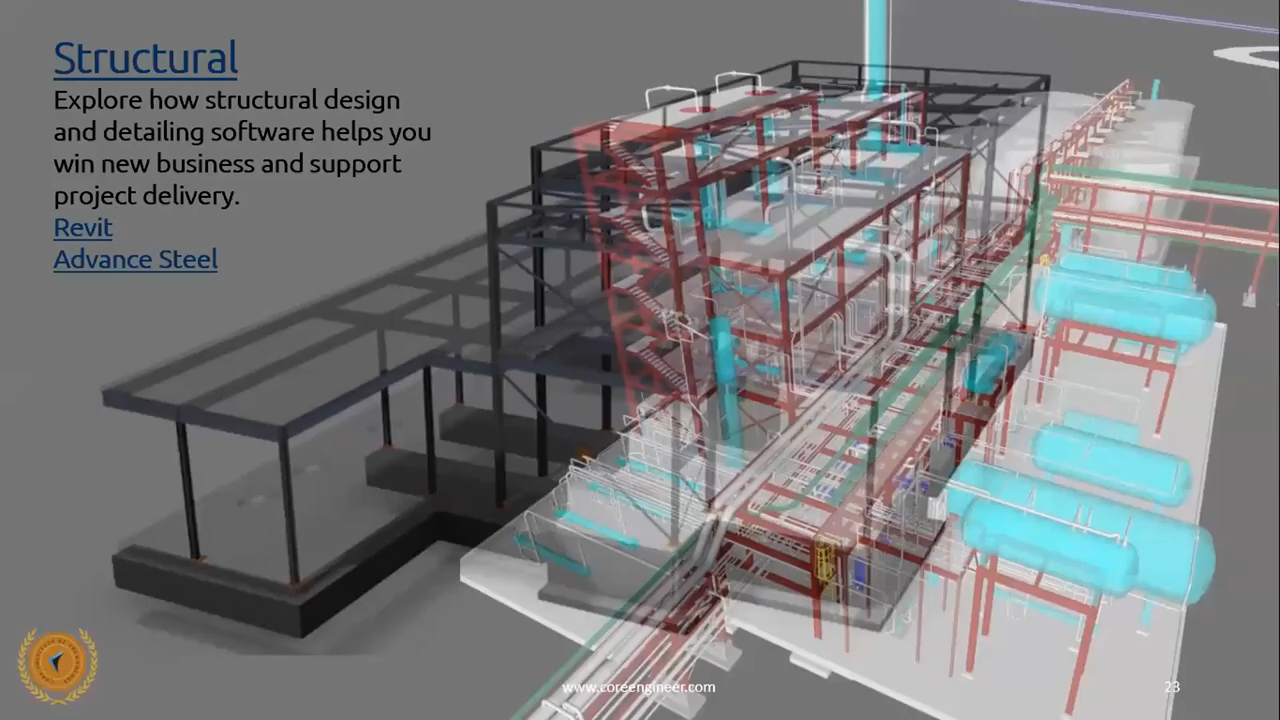 Structural
Explore how structural design
and detailing software helps you
win new business and support
project delivery.
Revit
Advance Steel
www.coreengineer.com
23